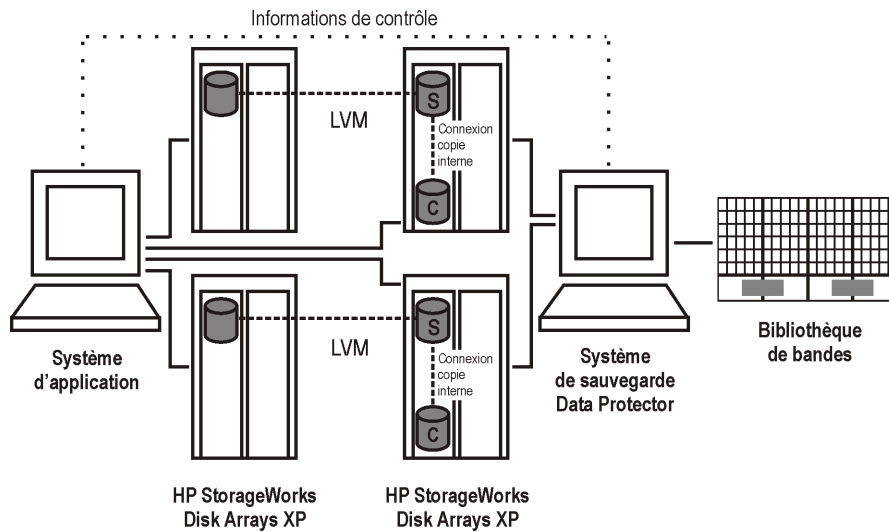 Informations de contrôle
S
LVM
Connexion
copie
interne
C
S
LVM
Connexion
copie
interne
C
Système
d'application
Système
de sauvegarde
Data Protector
Bibliothèque
de bandes
HP StorageWorks
Disk Arrays XP
HP StorageWorks
Disk Arrays XP